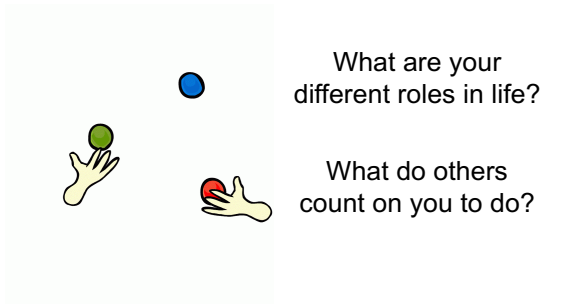 What are your
different roles in life?
What do others
count on you to do?